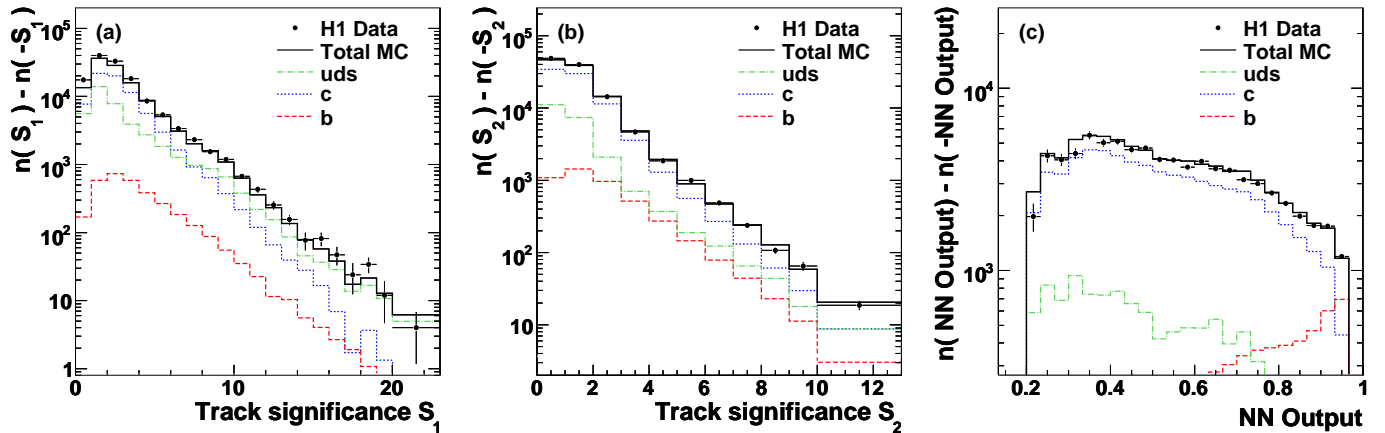 (a)
H1 Data
Total MC
uds
c
b
n( S₁) - n( -S₁)
10⁵
10⁴
10³
10²
10
1
0 10 20
Track significance S₁
(b)
H1 Data
Total MC
uds
c
b
n( S₂) - n( -S₂)
10⁵
10⁴
10³
10²
10
0 2 4 6 8 10 12
Track significance S₂
(c)
H1 Data
Total MC
uds
c
b
n( NN Output) - n( -NN Output)
10⁴
10³
0.2 0.4 0.6 0.8 1
NN Output